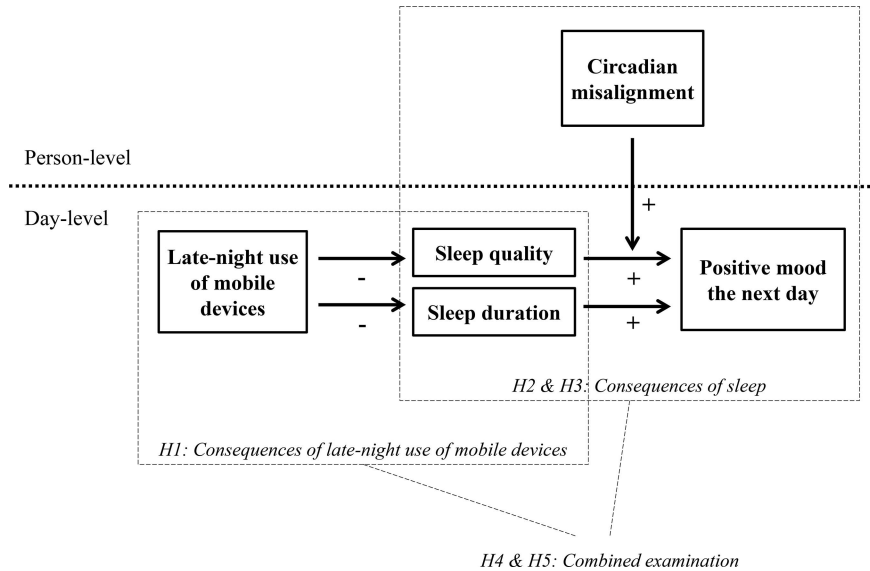 Circadian
misalignment
Person-level
+
Day-level
Late-night use
of mobile
devices
-
-
Sleep quality
Sleep duration
+
+
Positive mood
the next day
H2 & H3: Consequences of sleep
H1: Consequences of late-night use of mobile devices
H4 & H5: Combined examination